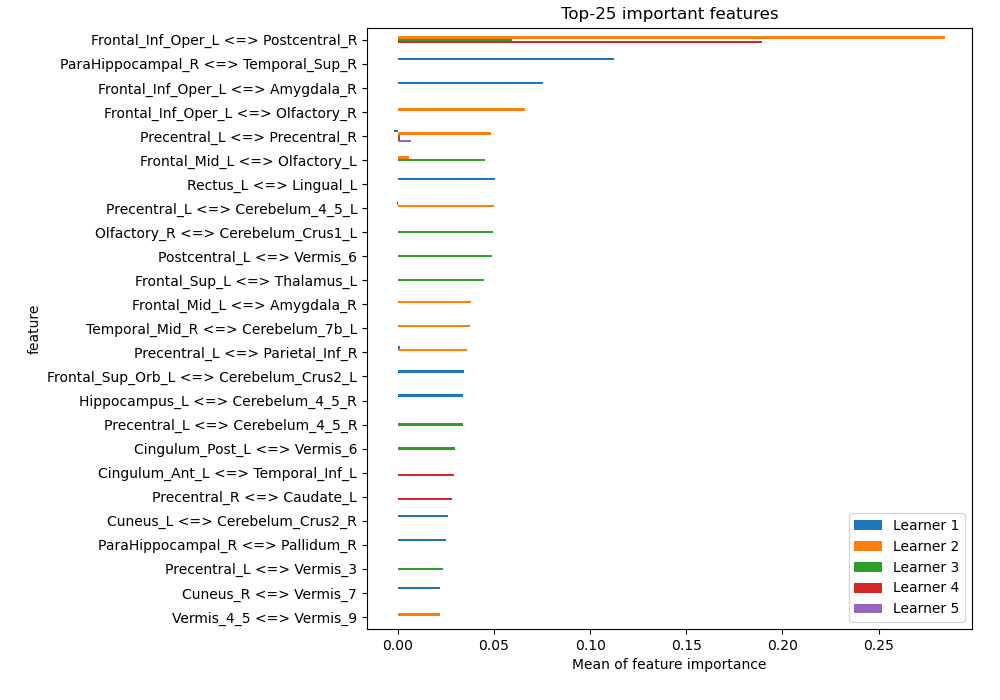 Top-25 important features
feature
Frontal_Inf_Oper_L <=> Postcentral_R
ParaHippocampal_R <=> Temporal_Sup_R
Frontal_Inf_Oper_L <=> Amygdala_R
Frontal_Inf_Oper_L <=> Olfactory_R
Precentral_L <=> Precentral_R
Frontal_Mid_L <=> Olfactory_L
Rectus_L <=> Lingual_L
Precentral_L <=> Cerebelum_4_5_L
Olfactory_R <=> Cerebelum_Crus1_L
Postcentral_L <=> Vermis_6
Frontal_Sup_L <=> Thalamus_L
Frontal_Mid_L <=> Amygdala_R
Temporal_Mid_R <=> Cerebelum_7b_L
Precentral_L <=> Parietal_Inf_R
Frontal_Sup_Orb_L <=> Cerebelum_Crus2_L
Hippocampus_L <=> Cerebelum_4_5_R
Precentral_L <=> Cerebelum_4_5_R
Cingulum_Post_L <=> Vermis_6
Cingulum_Ant_L <=> Temporal_Inf_L
Precentral_R <=> Caudate_L
Cuneus_L <=> Cerebelum_Crus2_R
ParaHippocampal_R <=> Pallidum_R
Precentral_L <=> Vermis_3
Cuneus_R <=> Vermis_7
Vermis_4_5 <=> Vermis_9
Learner 1
Learner 2
Learner 3
Learner 4
Learner 5
0.00 0.05 0.10 0.15 0.20 0.25
Mean of feature importance